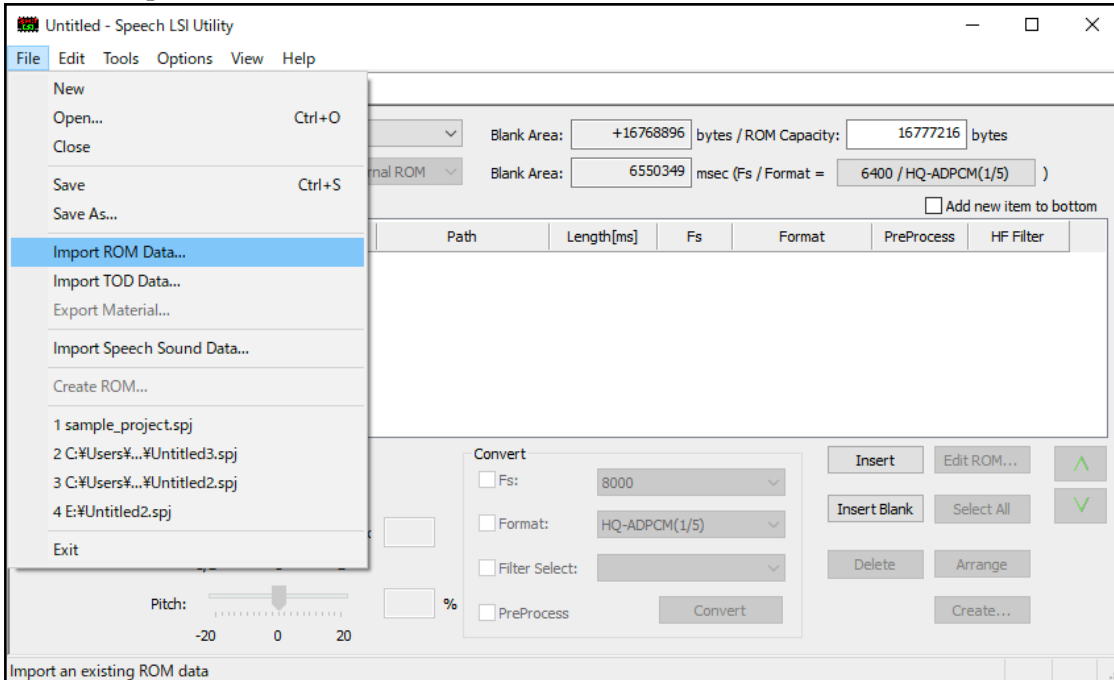 Untitled - Speech LSI Utility
File Edit Tools Options View Help
New
Open... Ctrl+O
Close
Save Ctrl+S
Save As...
Import ROM Data...
Import TOD Data...
Export Material...
Import Speech Sound Data...
Create ROM...
1 sample_project.spj
2 C:¥Users¥...¥Untitled3.spj
3 C:¥Users¥...¥Untitled2.spj
4 E:¥Untitled2.spj
Exit
Blank Area: +16768896 bytes / ROM Capacity: 16777216 bytes
Blank Area: 6550349 msec (Fs / Format = 6400 / HQ-ADPCM(1/5) )
Add new item to bottom
Path Length[ms] Fs Format PreProcess HF Filter
Convert
Fs: 8000
Format: HQ-ADPCM(1/5)
Filter Select:
PreProcess Convert
Insert Edit ROM...
Insert Blank Select All
Delete Arrange
Create...
Pitch: %
-20 0 20
Import an existing ROM data